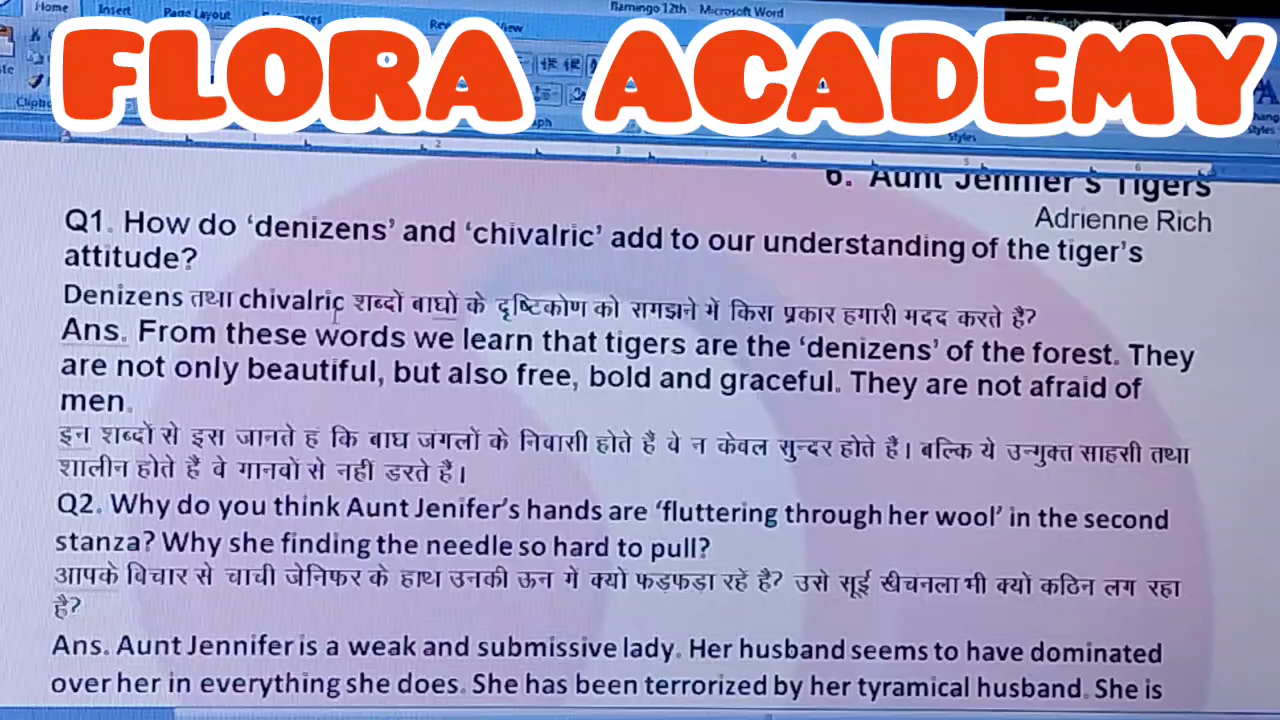 Home Insert Page Layout References Review View flamingo 12th - Microsoft Word
FLORA ACADEMY
Styles
6. Aunt Jennifer's Tigers
Adrienne Rich
Q1. How do 'denizens' and 'chivalric' add to our understanding of the tiger's
attitude?
Denizens तथा chivalric शब्दों बाघों के दृष्टिकोण को समझने में किस प्रकार हमारी मदद करते है?
Ans. From these words we learn that tigers are the 'denizens' of the forest. They
are not only beautiful, but also free, bold and graceful. They are not afraid of
men.
इन शब्दों से इस जानते ह कि बाघ जंगलों के निवासी होते हैं वे न केवल सुन्दर होते है। बल्कि ये उन्मुक्त साहसी तथा
शालीन होते हैं वे मानवों से नहीं डरते है।
Q2. Why do you think Aunt Jenifer's hands are 'fluttering through her wool' in the second
stanza? Why she finding the needle so hard to pull?
आपके विचार से चाची जेनिफर के हाथ उनकी ऊन में क्यो फड़फड़ा रहें है? उसे सूई खीचनला भी क्यों कठिन लग रहा
है?
Ans. Aunt Jennifer is a weak and submissive lady. Her husband seems to have dominated
over her in everything she does. She has been terrorized by her tyramical husband. She is